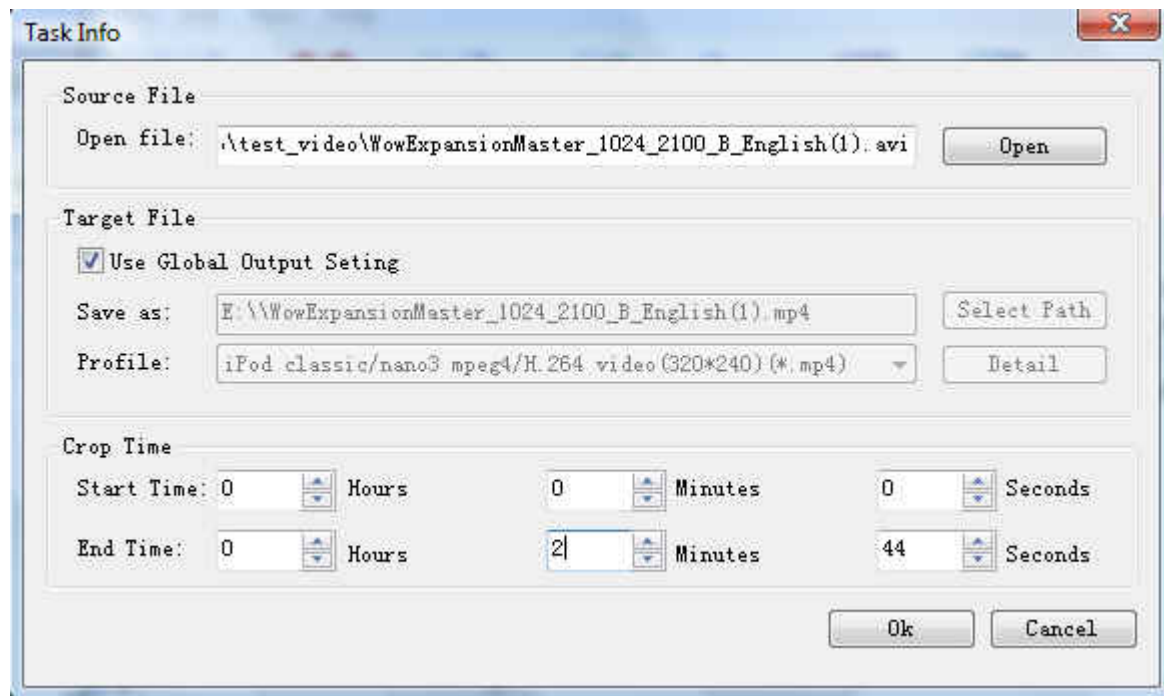 Task Info
Source File
Open file: .\test_video\WowExpansionMaster_1024_2100_B_English(1).avi Open
Target File
Use Global Output Seting
Save as: E:\\WowExpansionMaster_1024_2100_B_English(1).mp4 Select Path
Profile: iPod classic/nano3 mpeg4/H.264 video(320*240)(*.mp4) Detail
Crop Time
Start Time: 0 Hours 0 Minutes 0 Seconds
End Time: 0 Hours 2 Minutes 44 Seconds
Ok Cancel